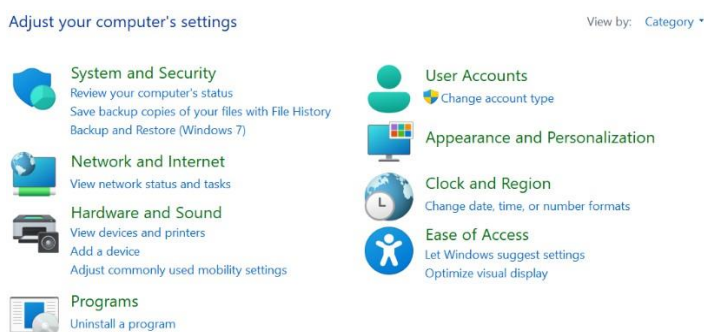 Adjust your computer's settings
View by: Category
System and Security
Review your computer's status
Save backup copies of your files with File History
Backup and Restore (Windows 7)
Network and Internet
View network status and tasks
Hardware and Sound
View devices and printers
Add a device
Adjust commonly used mobility settings
Programs
Uninstall a program
User Accounts
Change account type
Appearance and Personalization
Clock and Region
Change date, time, or number formats
Ease of Access
Let Windows suggest settings
Optimize visual display